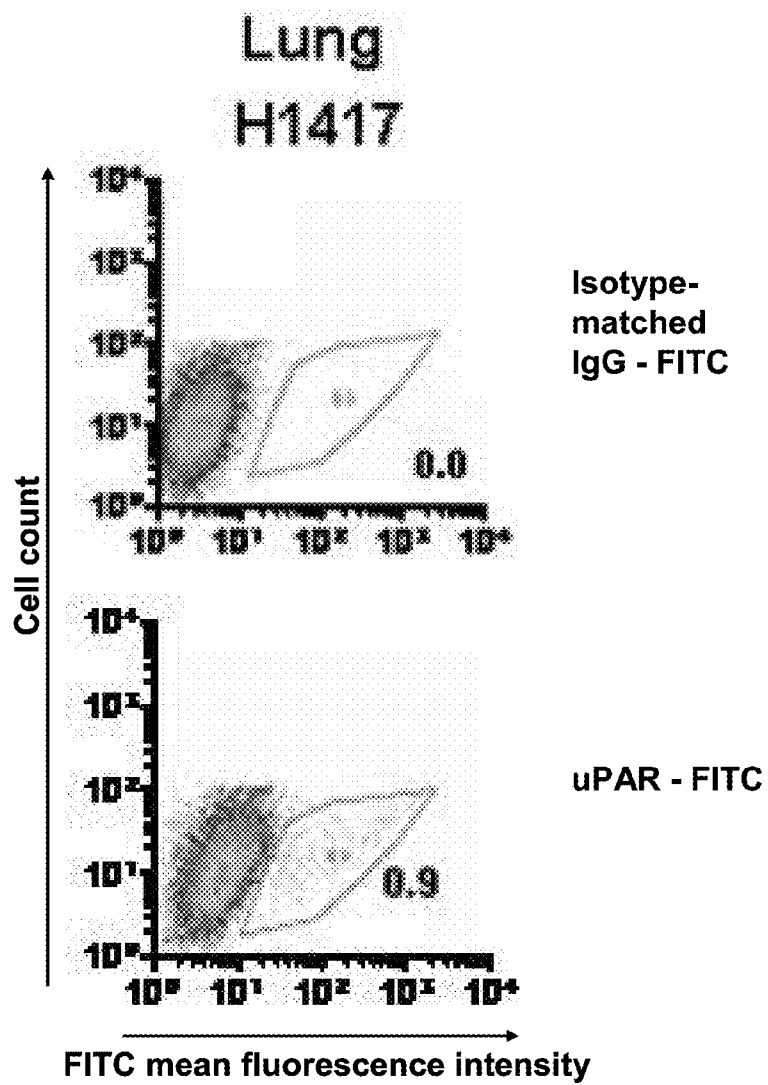 Lung
H1417
10⁴
10³
10²
10¹
10⁰
10⁰ 10¹ 10² 10³ 10⁴
0.0
Isotype-
matched
IgG - FITC
Cell count
10⁴
10³
10²
10¹
10⁰
10⁰ 10¹ 10² 10³ 10⁴
0.9
uPAR - FITC
FITC mean fluorescence intensity